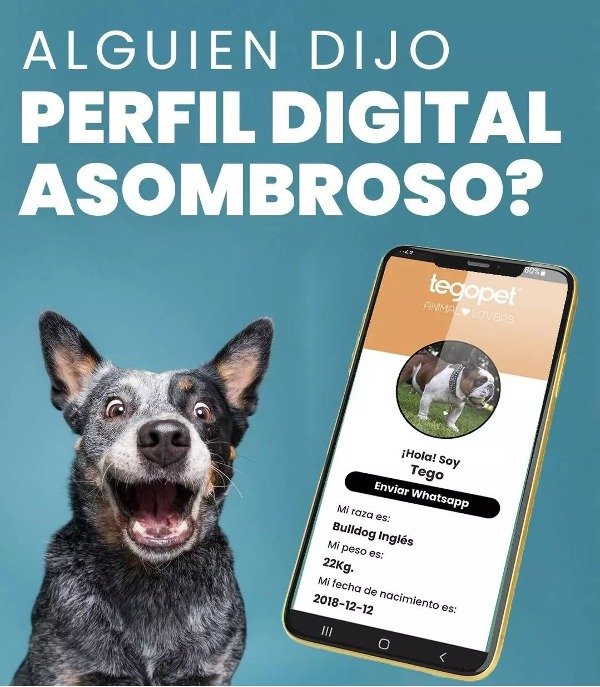 ALGUIEN DIJO
PERFIL DIGITAL
ASOMBROSO?
80%
tegopet
ANIMAL LOVERS
¡Hola! Soy
Tego
Enviar Whatsapp
Mi raza es:
Bulldog Inglés
Mi peso es:
22Kg.
Mi fecha de nacimiento es:
2018-12-12